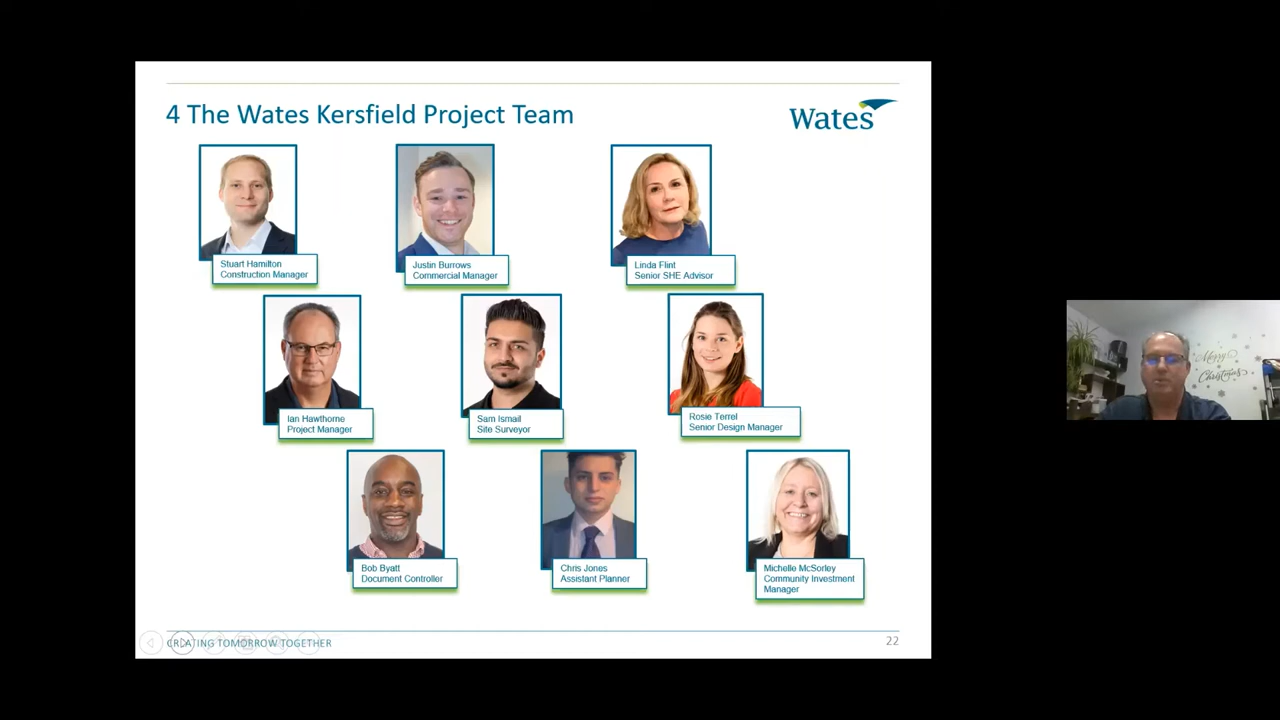 4 The Wates Kersfield Project Team
Wates
Stuart Hamilton
Construction Manager
Justin Burrows
Commercial Manager
Linda Flint
Senior SHE Advisor
Ian Hawthorne
Project Manager
Sam Ismail
Site Surveyor
Rosie Terrel
Senior Design Manager
Bob Byatt
Document Controller
Chris Jones
Assistant Planner
Michelle McSorley
Community Investment
Manager
CREATING TOMORROW TOGETHER
22
Merry
Christmas